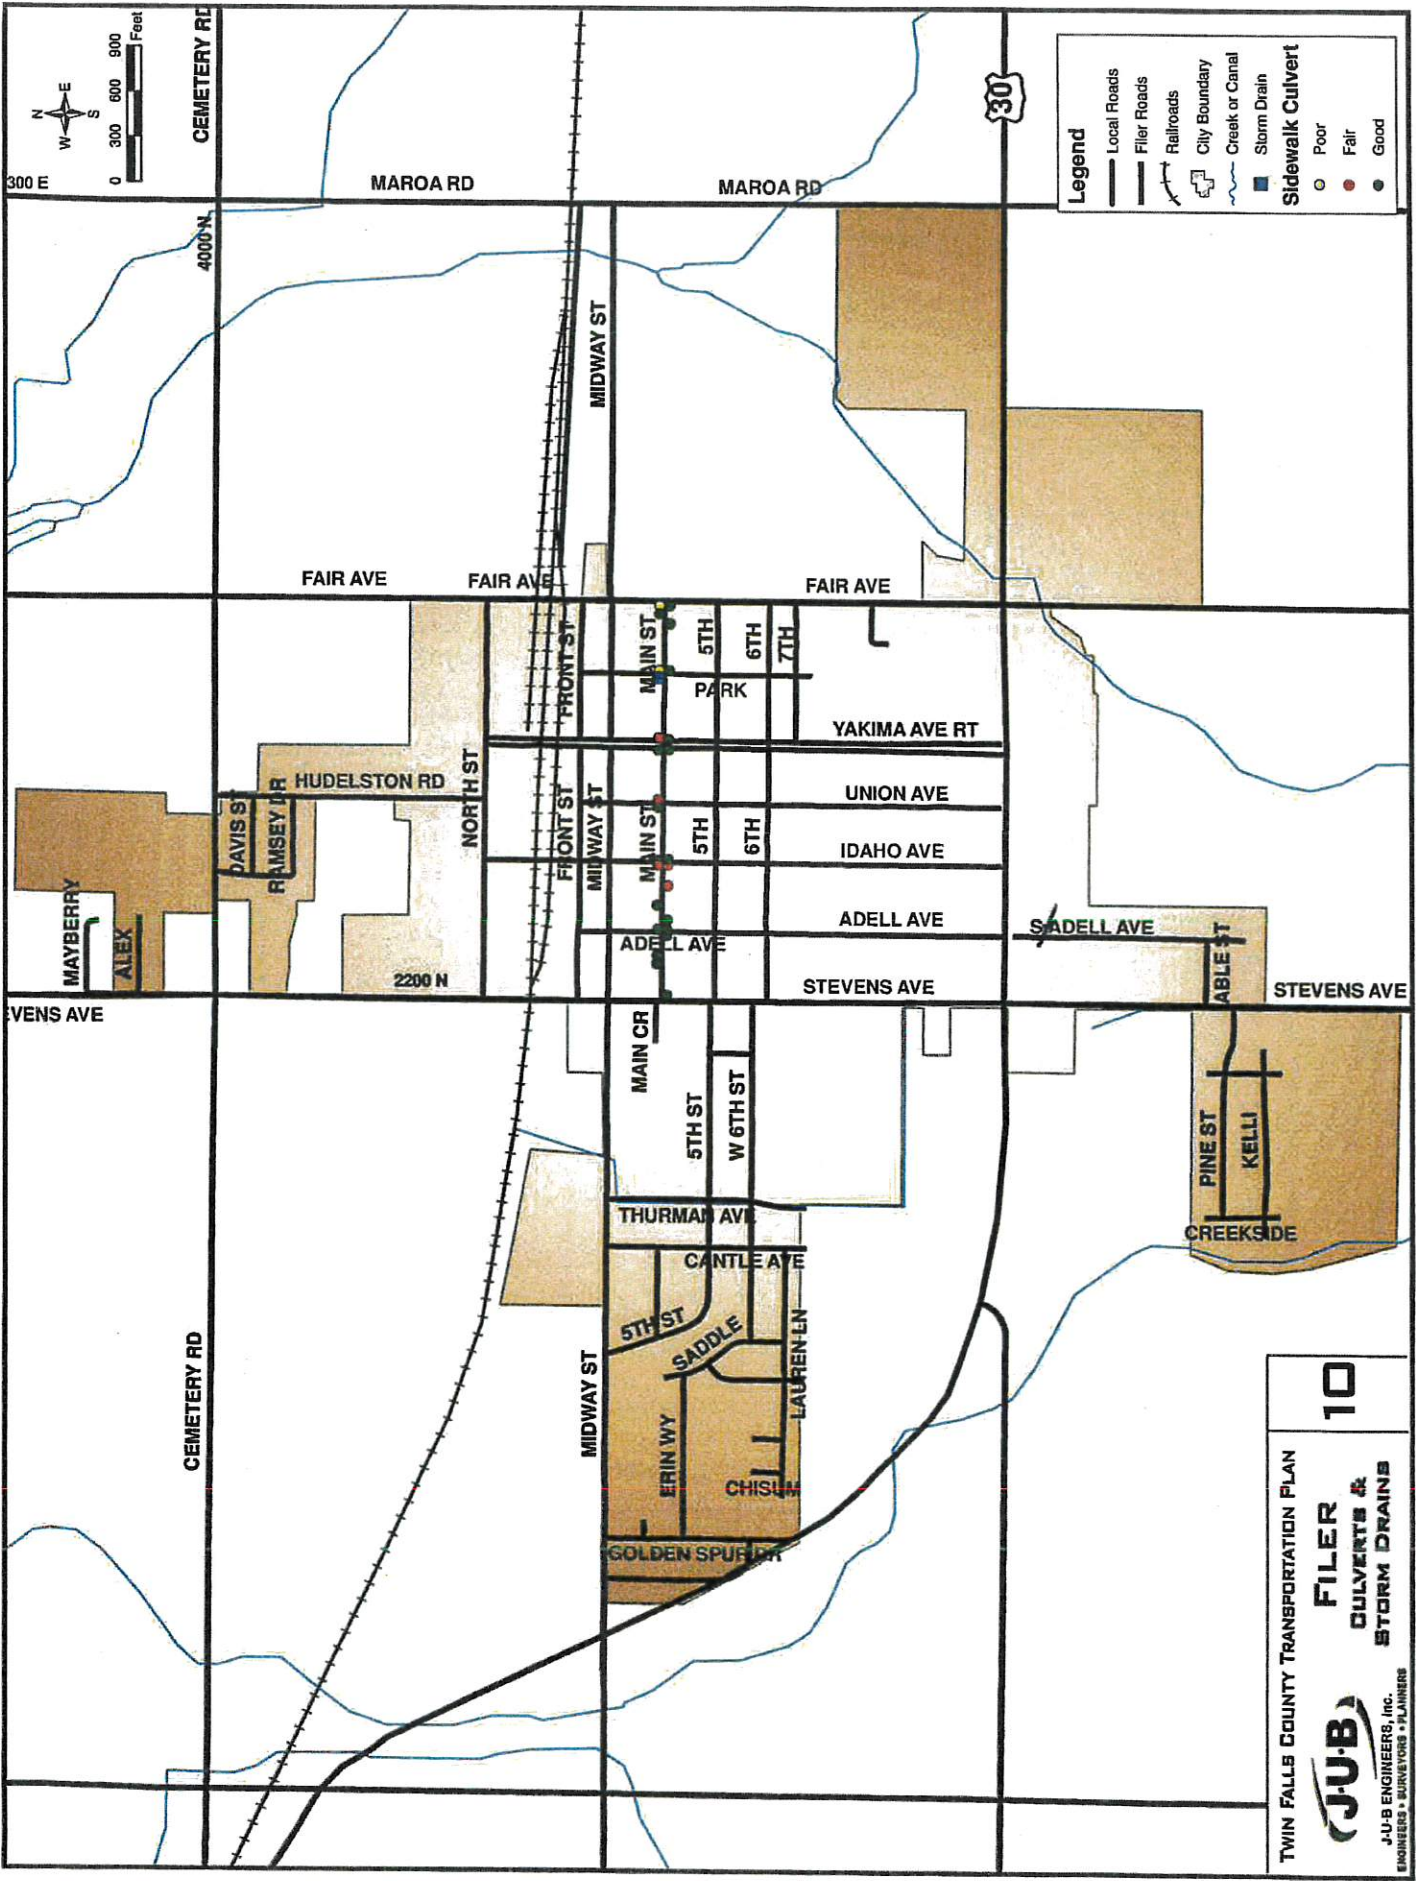 CEMETERY RD
N
W E
S
0 300 600 900
Feet
300 E
4000 N
MAROA RD
MAROA RD
30
Legend
Local Roads
Filer Roads
Railroads
City Boundary
Creek or Canal
Storm Drain
Sidewalk Culvert
Poor
Fair
Good
MIDWAY ST
FAIR AVE
FAIR AVE
FAIR AVE
FRONT ST
MAIN ST
5TH
6TH
7TH
PARK
YAKIMA AVE RT
HUDELSTON RD
NORTH ST
DAVIS ST
RAMSEY DR
FRONT ST
MIDWAY ST
MAIN ST
5TH
6TH
UNION AVE
IDAHO AVE
ADELL AVE
ADELL AVE
S ADELL AVE
ABLE ST
MAYBERRY
ALEX
2200 N
STEVENS AVE
STEVENS AVE
EVENS AVE
MAIN CR
5TH ST
W 6TH ST
PINE ST
KELLI
CREEKSIDE
THURMAN AVE
CANTLE AVE
5TH ST
SADDLE
LAUREN LN
CEMETERY RD
MIDWAY ST
ERIN WY
CHISUM
GOLDEN SPUR DR
TWIN FALLS COUNTY TRANSPORTATION PLAN
10
FILER
CULVERTS &
STORM DRAINS
J·U·B
J-U-B ENGINEERS, Inc.
ENGINEERS • SURVEYORS • PLANNERS